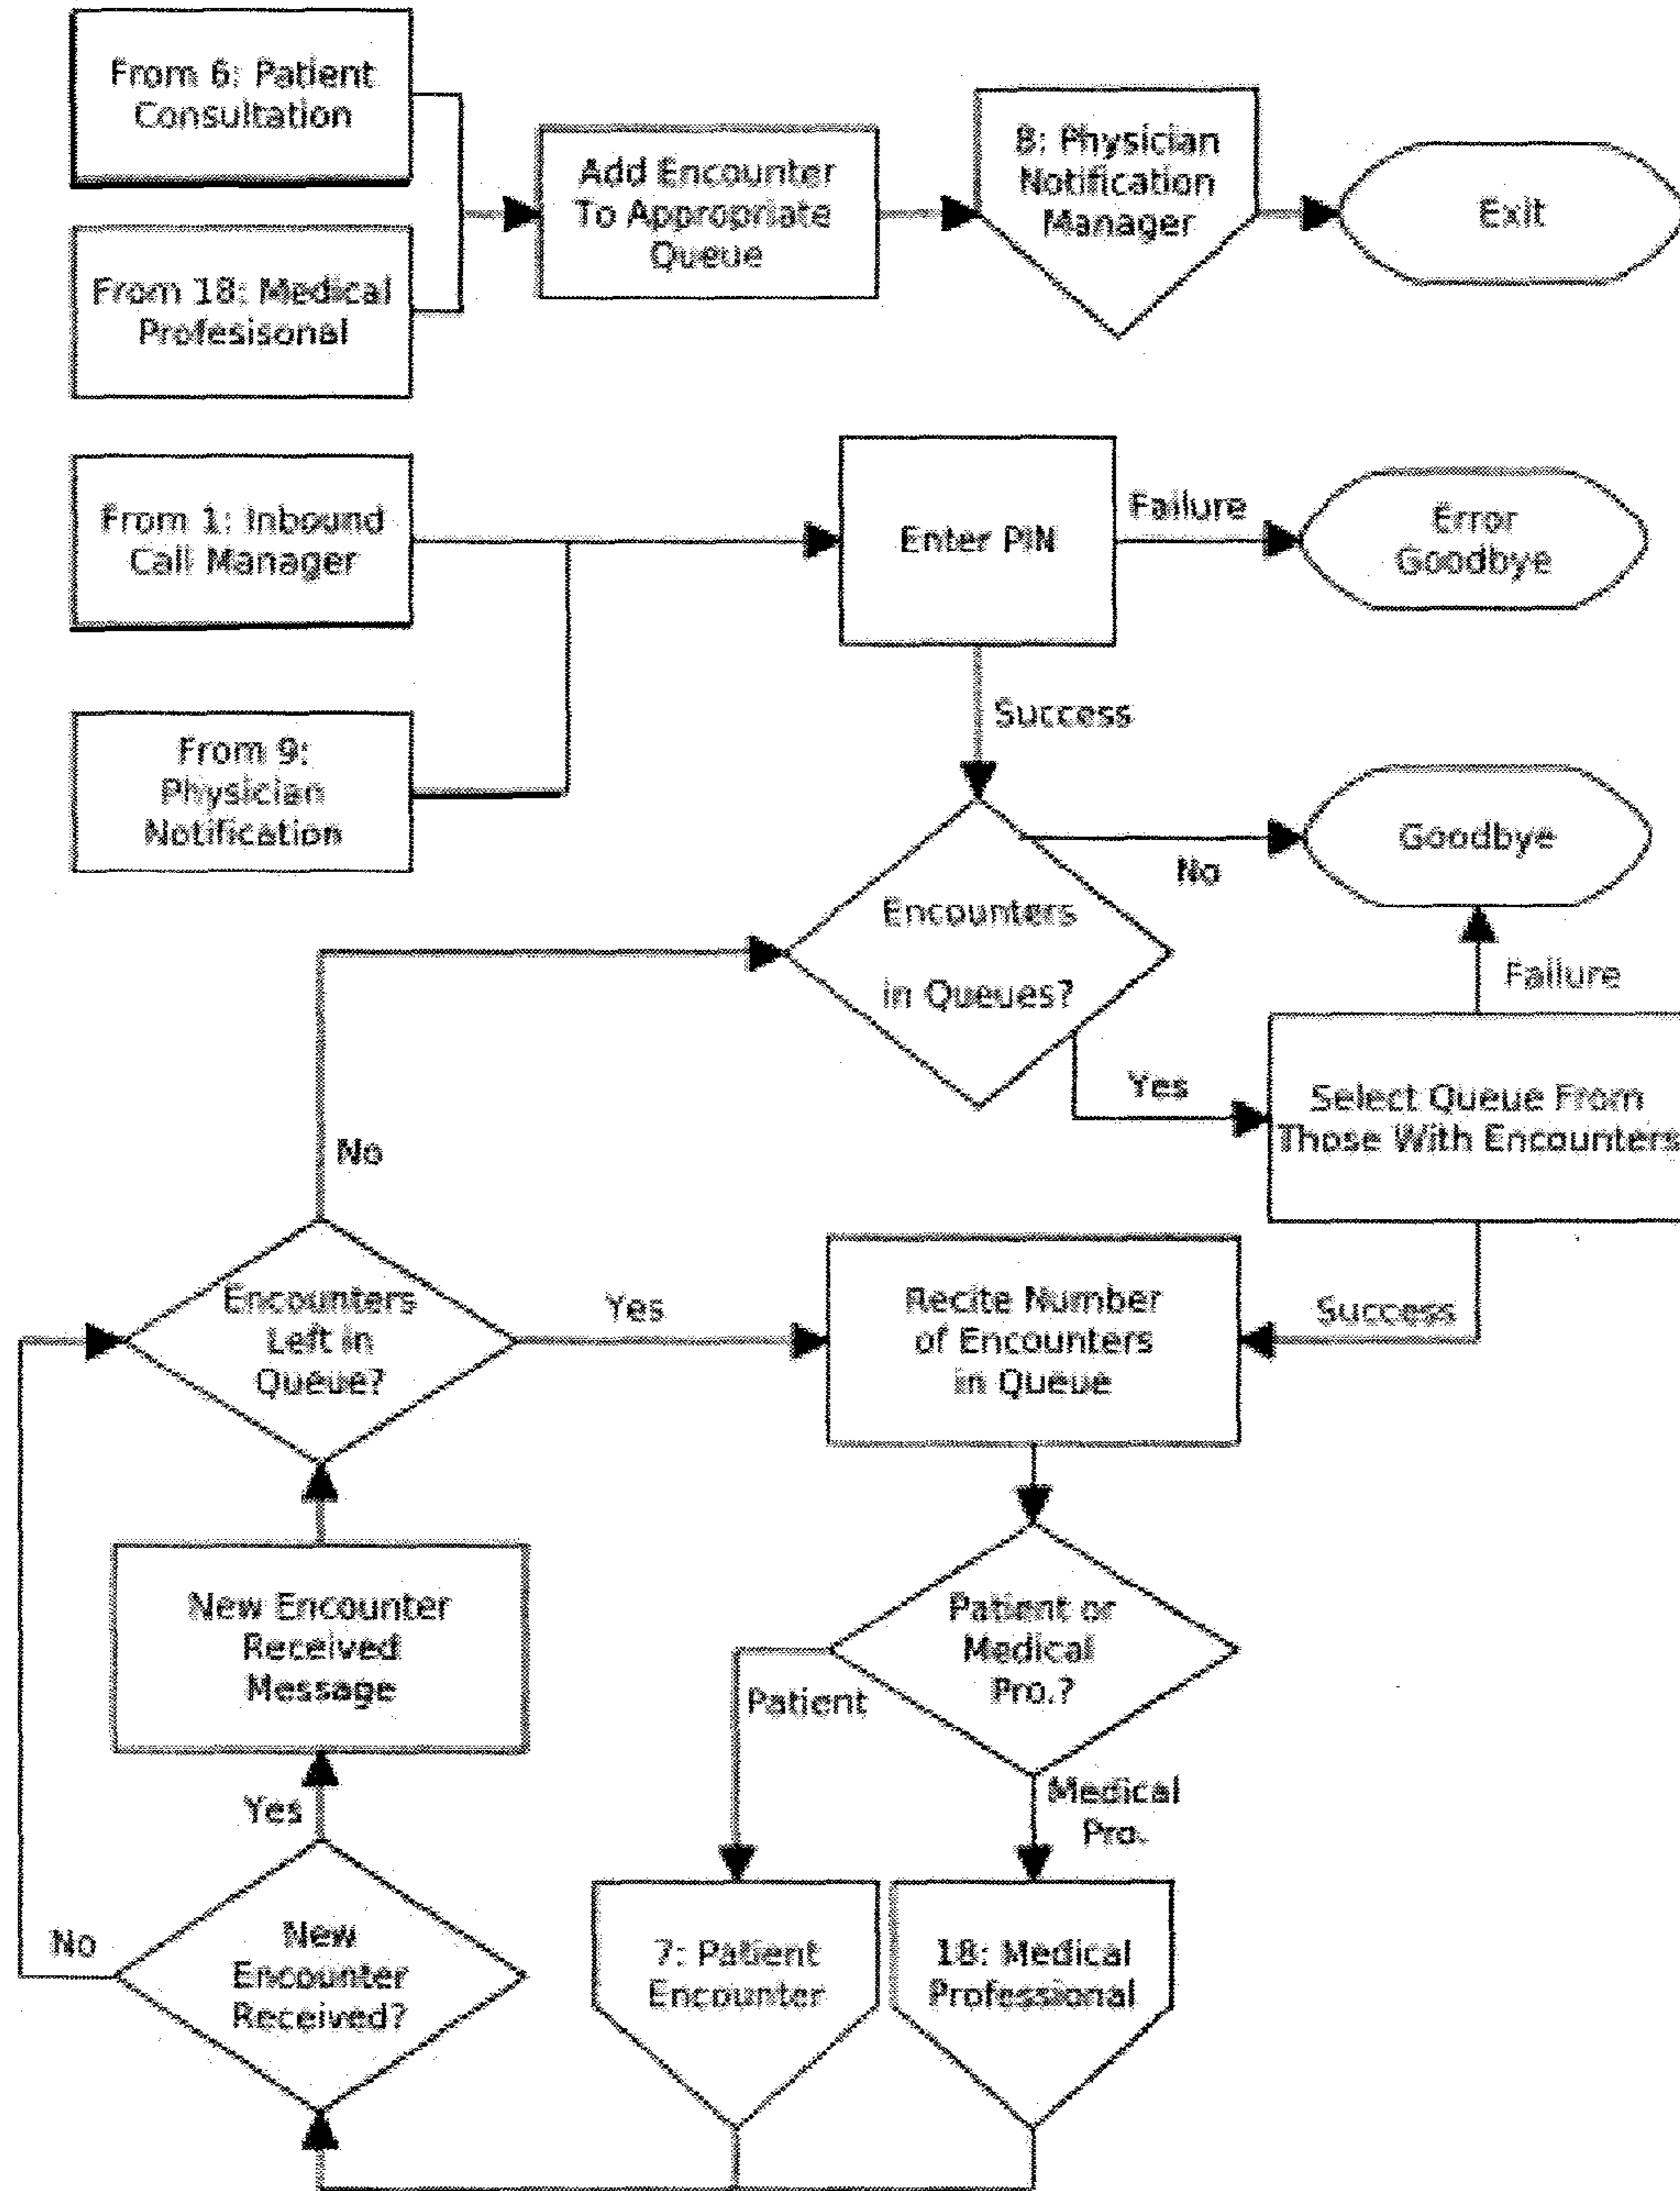 From 6: Patient
Consultation
From 18: Medical
Profesisonal
Add Encounter
To Appropriate
Queue
8: Physician
Notification
Manager
Exit
From 1: Inbound
Call Manager
Enter PIN
Failure
Error
Goodbye
From 9:
Physician
Notification
Success
Encounters
in Queues?
No
Goodbye
Failure
Yes
Select Queue From
Those With Encounters
No
Success
Encounters
Left in
Queue?
Yes
Recite Number
of Encounters
in Queue
New Encounter
Received
Message
Patient or
Medical
Pro.?
Patient
Medical
Pro.
Yes
No
New
Encounter
Received?
7: Patient
Encounter
18: Medical
Professional